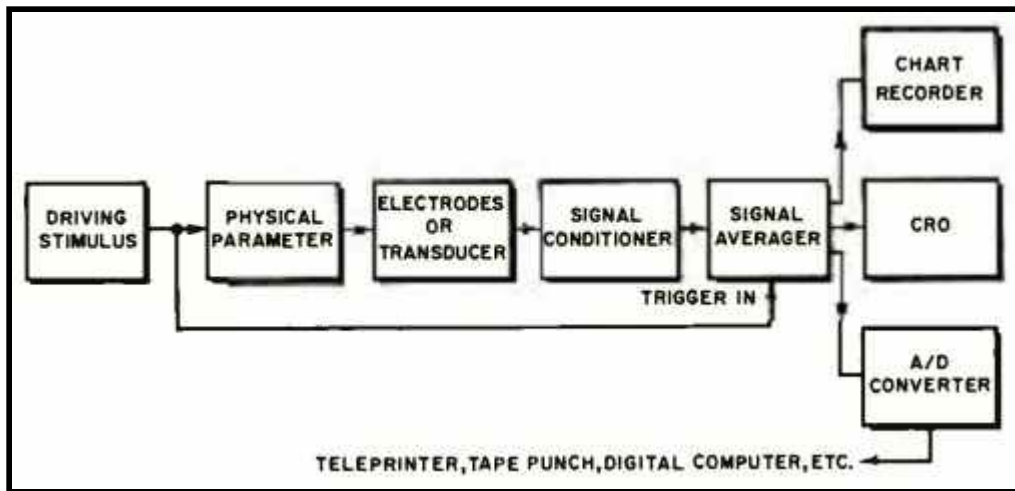 DRIVING
STIMULUS
PHYSICAL
PARAMETER
ELECTRODES
OR
TRANSDUCER
SIGNAL
CONDITIONER
SIGNAL
AVERAGER
TRIGGER IN
CHART
RECORDER
CRO
A/D
CONVERTER
TELEPRINTER, TAPE PUNCH, DIGITAL COMPUTER, ETC.